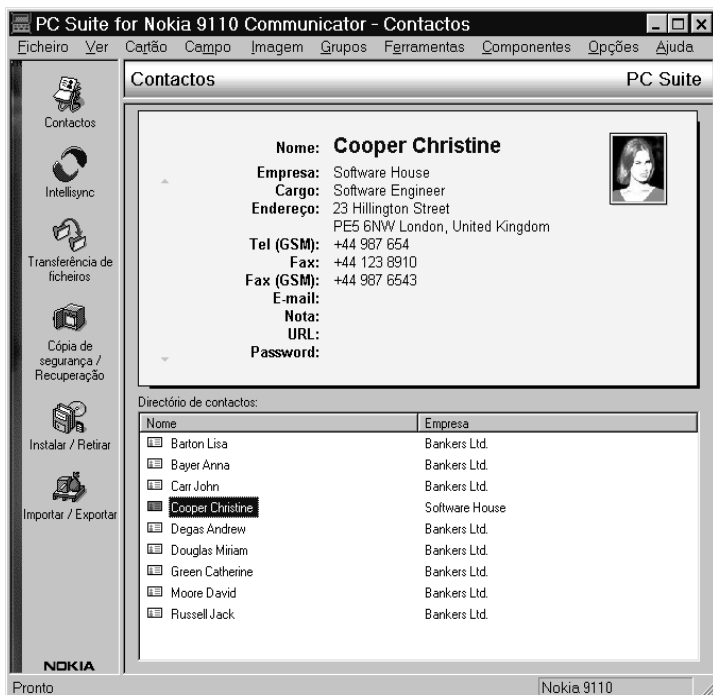 PC Suite for Nokia 9110 Communicator - Contactos
Ficheiro Ver Cartão Campo Imagem Grupos Ferramentas Componentes Opções Ajuda
Contactos PC Suite
Contactos
Intellisync
Transferência de
ficheiros
Cópia de
segurança /
Recuperação
Instalar / Retirar
Importar / Exportar
NOKIA
Nome: Cooper Christine
Empresa: Software House
Cargo: Software Engineer
Endereço: 23 Hillington Street
PE5 6NW London, United Kingdom
Tel (GSM): +44 987 654
Fax: +44 123 8910
Fax (GSM): +44 987 6543
E-mail:
Nota:
URL:
Password:
Directório de contactos:
Nome Empresa
Barton Lisa Bankers Ltd.
Bayer Anna Bankers Ltd.
Carr John Bankers Ltd.
Cooper Christine Software House
Degas Andrew Bankers Ltd.
Douglas Miriam Bankers Ltd.
Green Catherine Bankers Ltd.
Moore David Bankers Ltd.
Russell Jack Bankers Ltd.
Pronto Nokia 9110